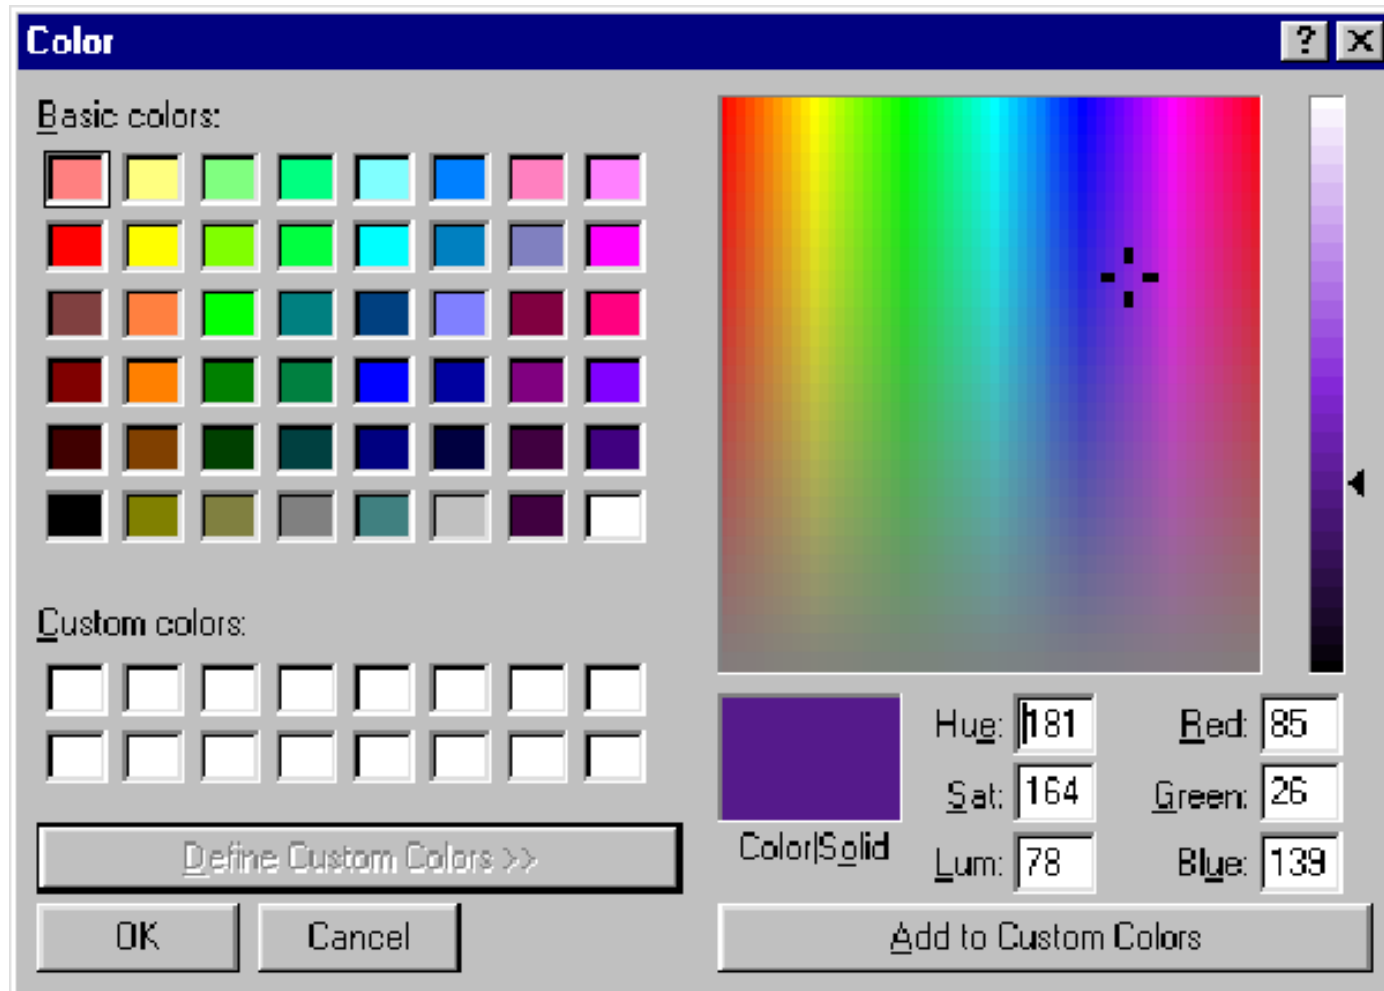 Color
Basic colors:
Custom colors:
Define Custom Colors >>
OK
Cancel
Color|Solid
Hue: 181
Sat: 164
Lum: 78
Red: 85
Green: 26
Blue: 139
Add to Custom Colors